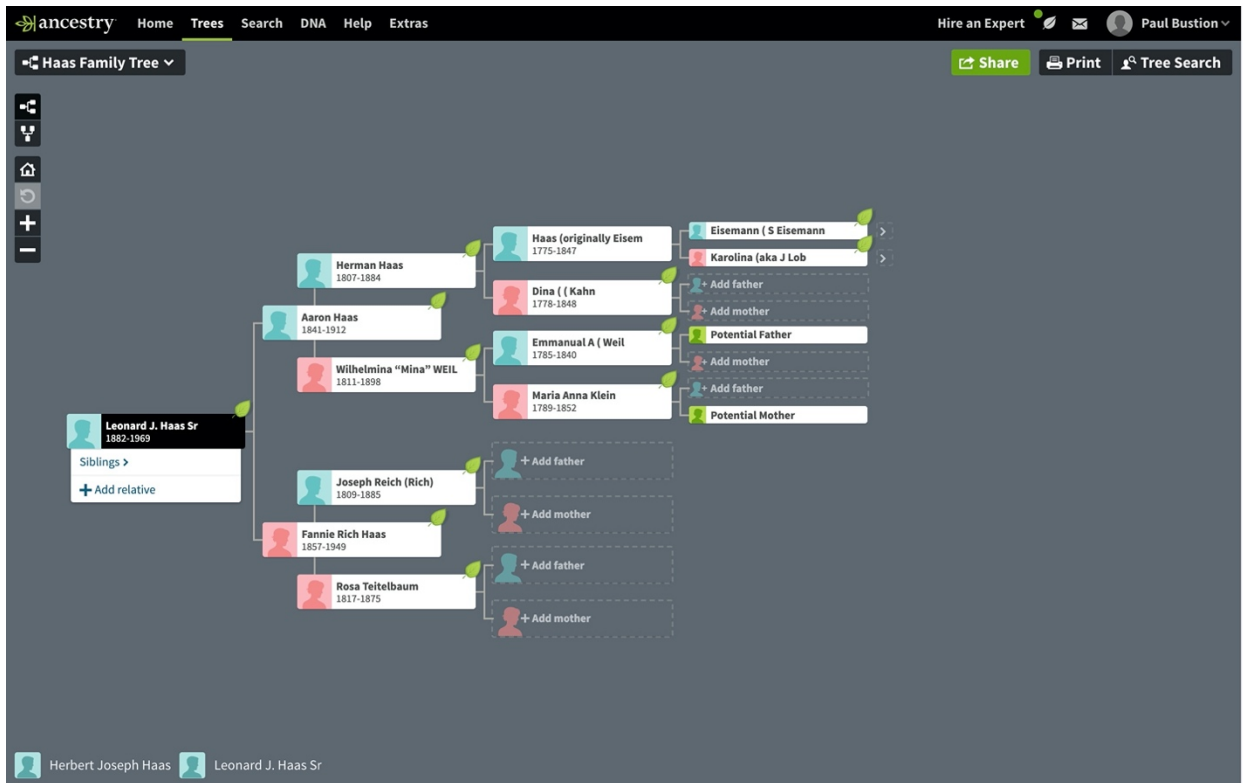 ancestry Home Trees Search DNA Help Extras Hire an Expert Paul Bustion
Haas Family Tree Share Print Tree Search
Eisemann ( S Eisemann
Haas (originally Eisem
1775-1847
Karolina (aka J Lob
Herman Haas
1807-1884
+ Add father
Dina ( ( Kahn
1778-1848
+ Add mother
Aaron Haas
1841-1912
Potential Father
Emmanual A ( Weil
1785-1840
+ Add mother
Wilhelmina “Mina” WEIL
1811-1898
+ Add father
Maria Anna Klein
1789-1852
Potential Mother
Leonard J. Haas Sr
1882-1969
Siblings >
+ Add relative
+ Add father
Joseph Reich (Rich)
1809-1885
+ Add mother
Fannie Rich Haas
1857-1949
+ Add father
Rosa Teitelbaum
1817-1875
+ Add mother
Herbert Joseph Haas Leonard J. Haas Sr